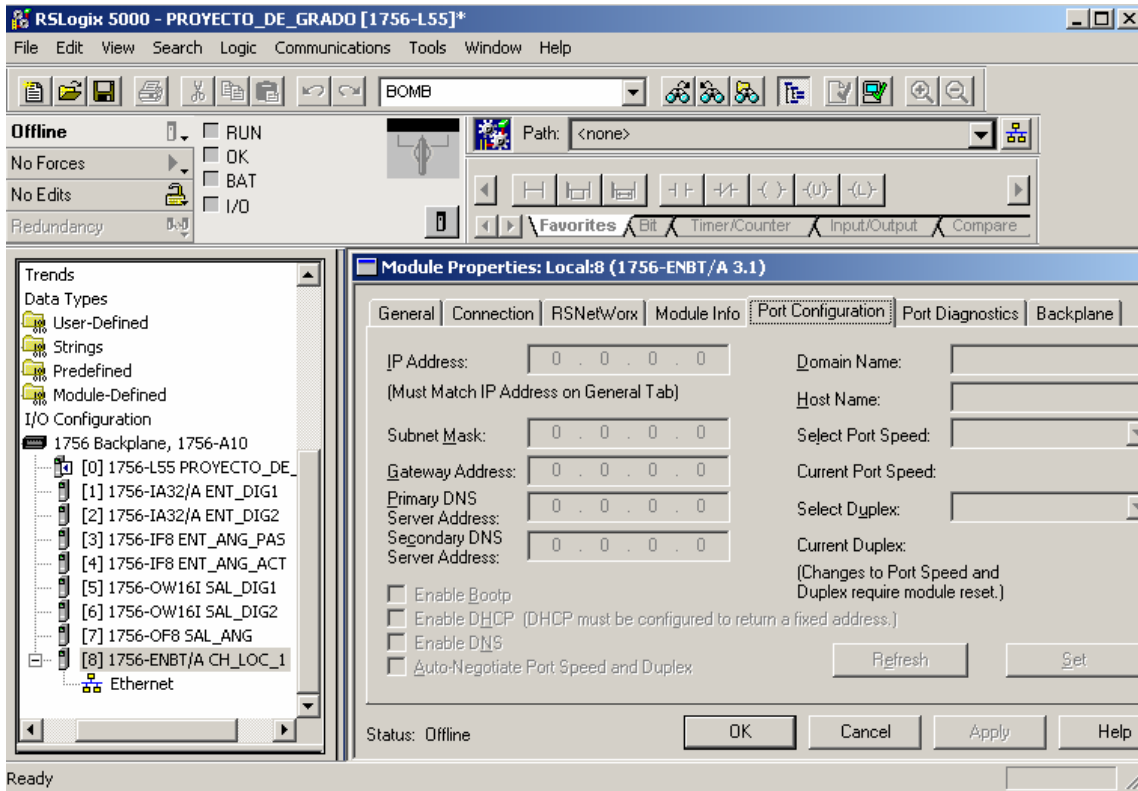 RSLogix 5000 - PROYECTO_DE_GRADO [1756-L55]*
File Edit View Search Logic Communications Tools Window Help
BOMB
Offline
RUN
Path: <none>
No Forces
OK
BAT
No Edits
I/O
Redundancy
Favorites Bit Timer/Counter Input/Output Compare
Trends
Data Types
User-Defined
Strings
Predefined
Module-Defined
I/O Configuration
1756 Backplane, 1756-A10
[0] 1756-L55 PROYECTO_DE_
[1] 1756-IA32/A ENT_DIG1
[2] 1756-IA32/A ENT_DIG2
[3] 1756-IF8 ENT_ANG_PAS
[4] 1756-IF8 ENT_ANG_ACT
[5] 1756-OW16I SAL_DIG1
[6] 1756-OW16I SAL_DIG2
[7] 1756-OF8 SAL_ANG
[8] 1756-ENBT/A CH_LOC_1
Ethernet
Module Properties: Local:8 (1756-ENBT/A 3.1)
General Connection RSNetWorx Module Info Port Configuration Port Diagnostics Backplane
IP Address: 0 . 0 . 0 . 0
(Must Match IP Address on General Tab)
Subnet Mask: 0 . 0 . 0 . 0
Gateway Address: 0 . 0 . 0 . 0
Primary DNS
Server Address: 0 . 0 . 0 . 0
Secondary DNS
Server Address: 0 . 0 . 0 . 0
Domain Name:
Host Name:
Select Port Speed:
Current Port Speed:
Select Duplex:
Current Duplex:
(Changes to Port Speed and
Duplex require module reset.)
Enable Bootp
Enable DHCP (DHCP must be configured to return a fixed address.)
Enable DNS
Auto-Negotiate Port Speed and Duplex
Refresh Set
Status: Offline
OK Cancel Apply Help
Ready